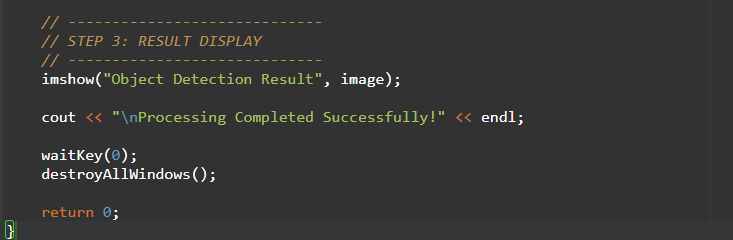 // -----------------------------
// STEP 3: RESULT DISPLAY
// -----------------------------
imshow("Object Detection Result", image);
cout << "\nProcessing Completed Successfully!" << endl;
waitKey(0);
destroyAllWindows();
return 0;
}